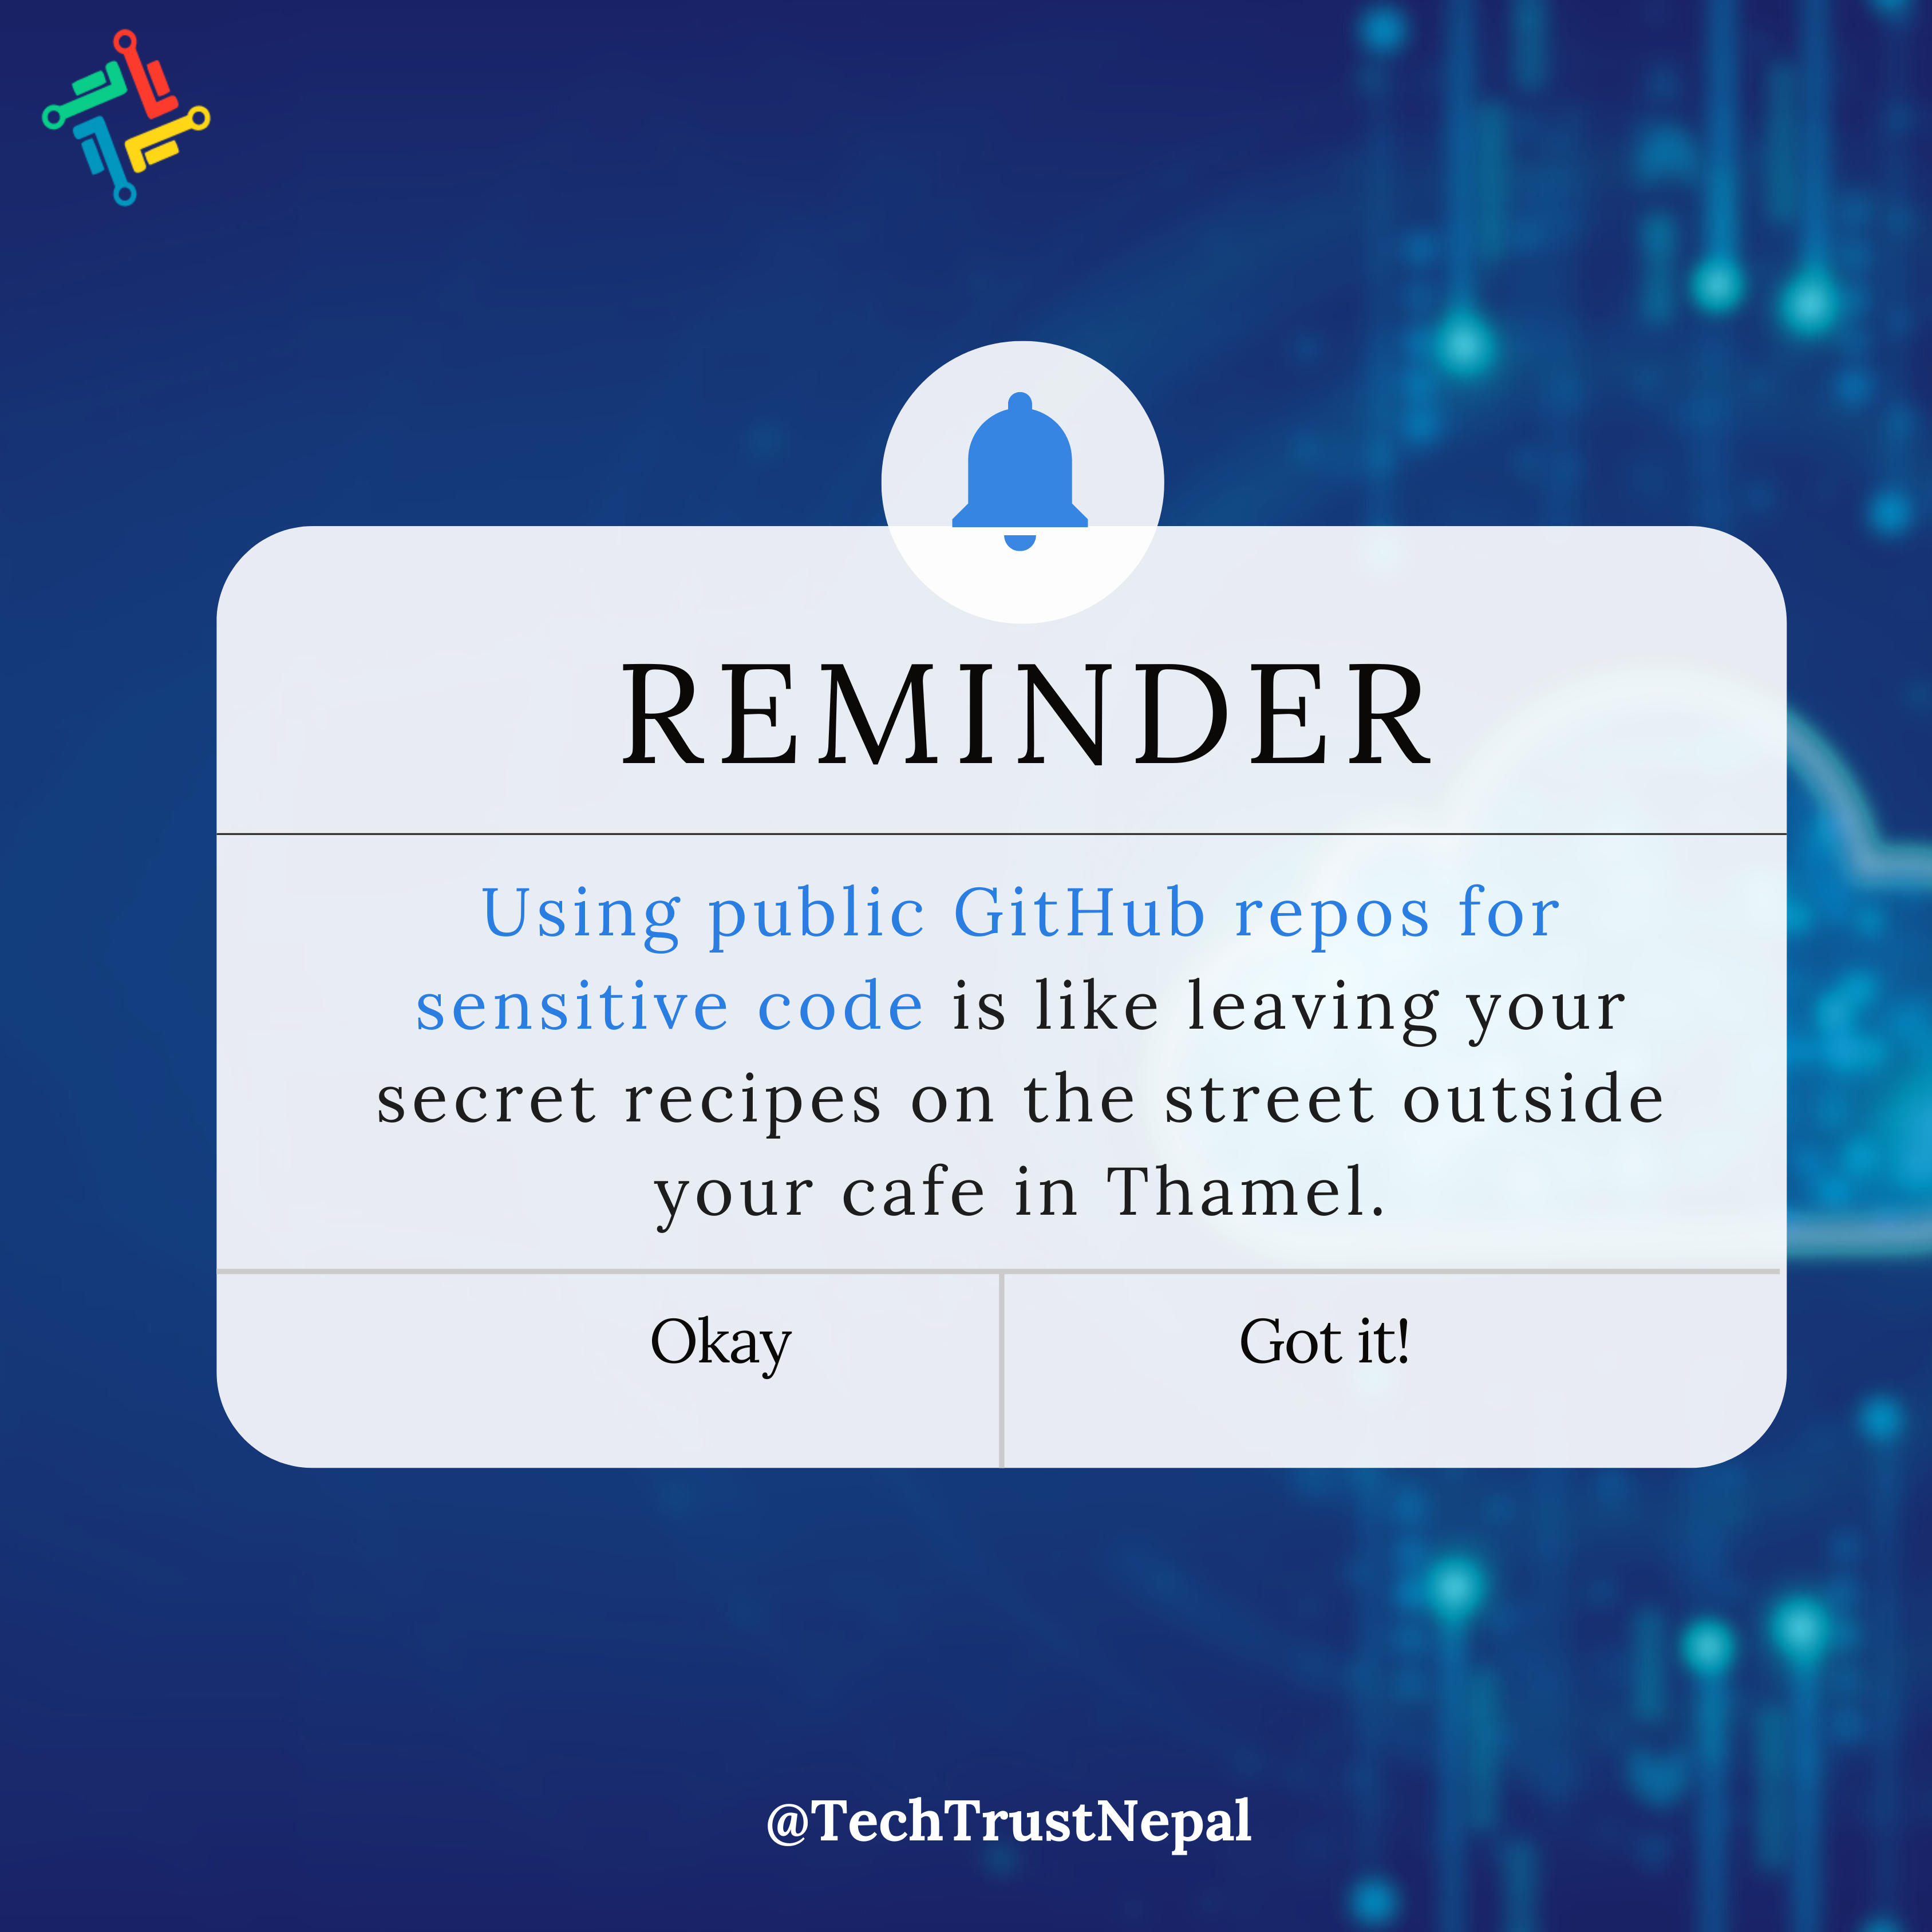 REMINDER
Using public GitHub repos for
sensitive code is like leaving your
secret recipes on the street outside
your cafe in Thamel.
Okay
Got it!
@TechTrustNepal